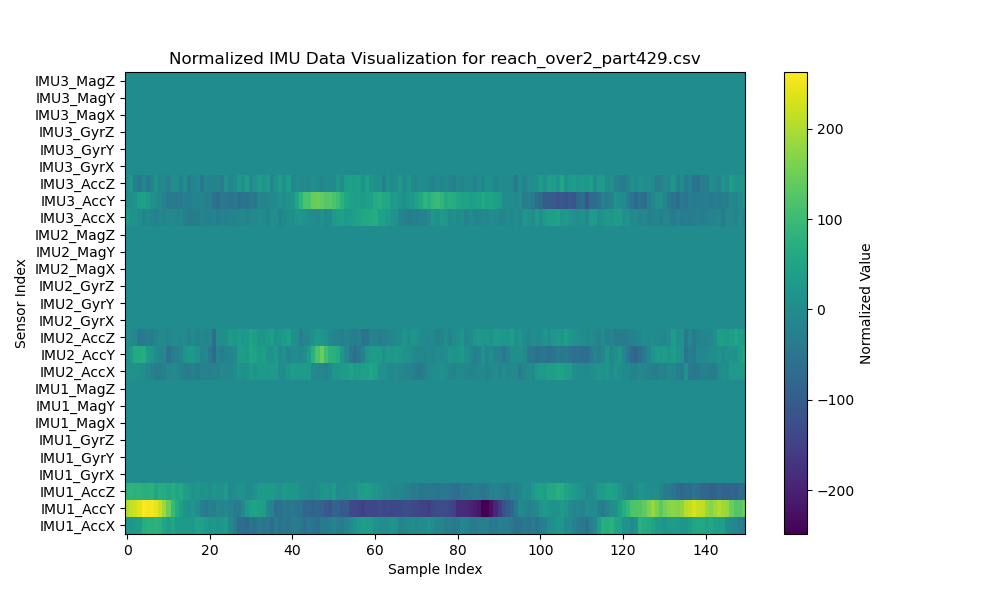 Normalized IMU Data Visualization for reach_over2_part429.csv
IMU3_MagZ
IMU3_MagY
IMU3_MagX
IMU3_GyrZ
IMU3_GyrY
IMU3_GyrX
IMU3_AccZ
IMU3_AccY
IMU3_AccX
IMU2_MagZ
IMU2_MagY
IMU2_MagX
IMU2_GyrZ
IMU2_GyrY
IMU2_GyrX
IMU2_AccZ
IMU2_AccY
IMU2_AccX
IMU1_MagZ
IMU1_MagY
IMU1_MagX
IMU1_GyrZ
IMU1_GyrY
IMU1_GyrX
IMU1_AccZ
IMU1_AccY
IMU1_AccX
Sensor Index
0 20 40 60 80 100 120 140
Sample Index
200
100
0
−100
−200
Normalized Value